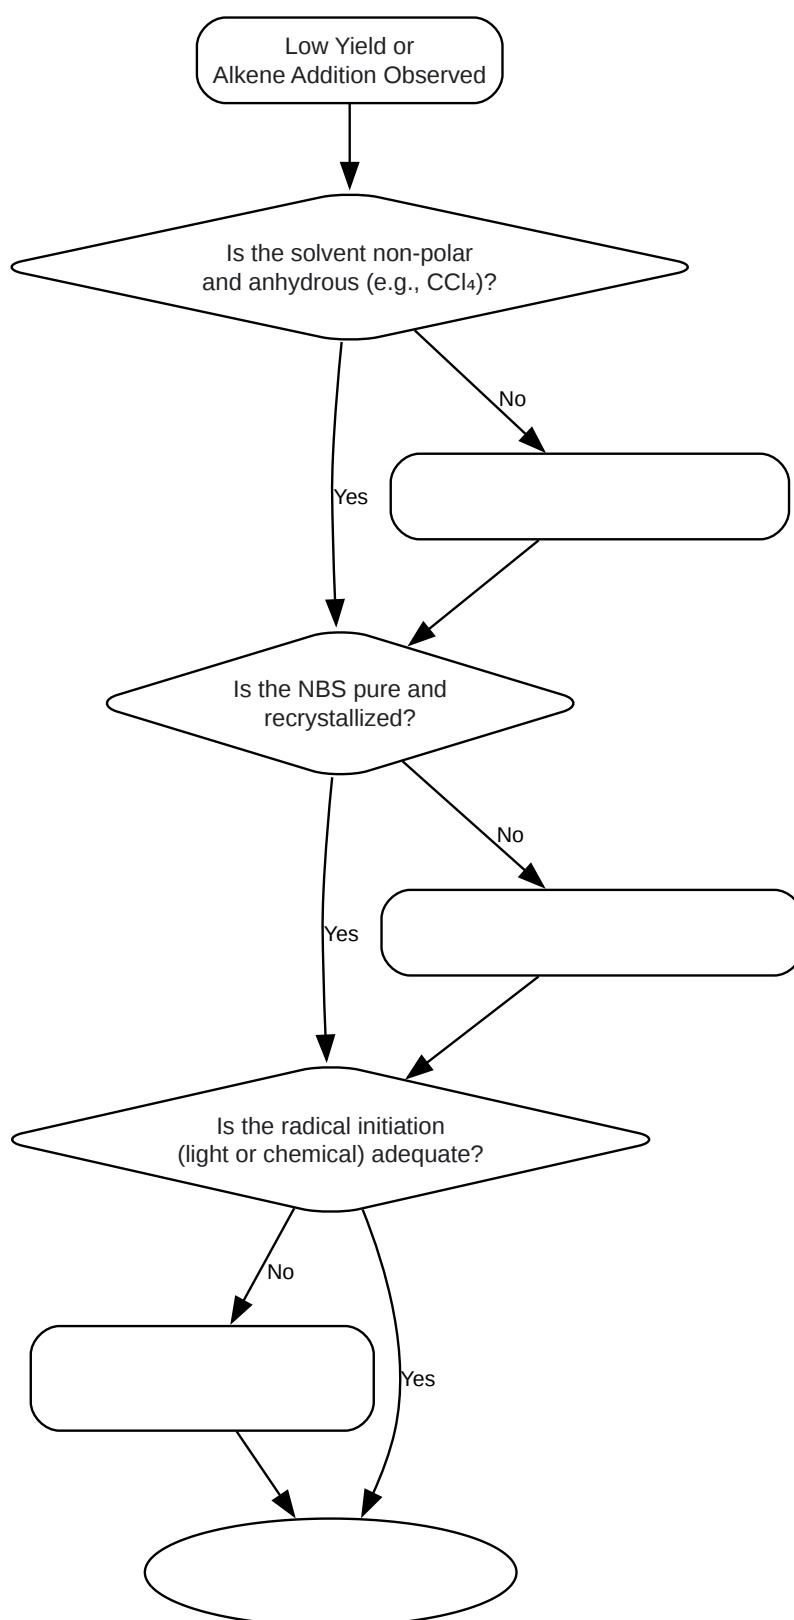 Low Yield or
Alkene Addition Observed
Is the solvent non-polar
and anhydrous (e.g., CCl₄)?
No
Yes
Is the NBS pure and
recrystallized?
No
Yes
Is the radical initiation
(light or chemical) adequate?
No
Yes